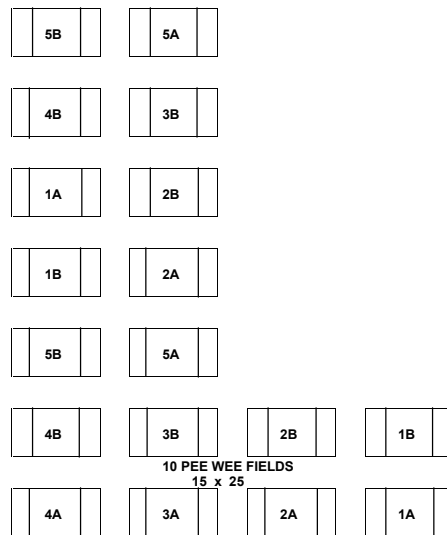 5B 5A
4B 3B
1A 2B
1B 2A
5B 5A
4B 3B 2B 1B
10 PEE WEE FIELDS
15 x 25
4A 3A 2A 1A